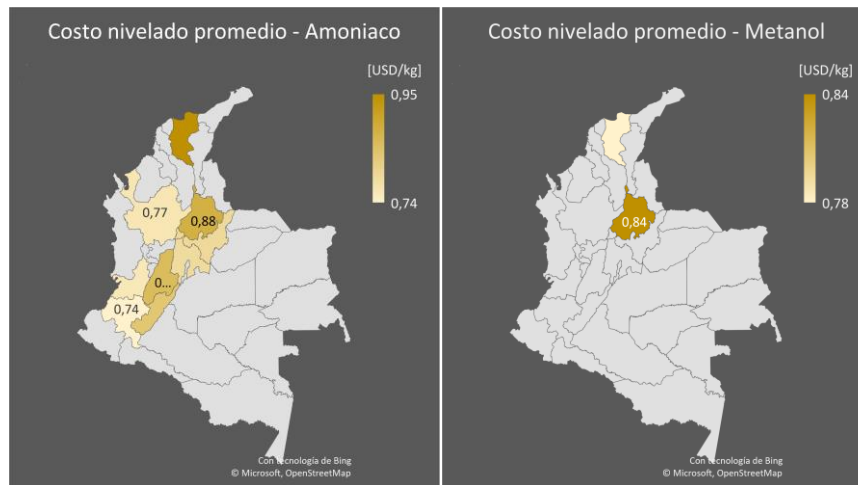 Costo nivelado promedio - Amoniaco
[USD/kg]
0,95
0,74
0,77
0,88
0...
0,74
Con tecnología de Bing
© Microsoft, OpenStreetMap
Costo nivelado promedio - Metanol
[USD/kg]
0,84
0,78
0,84
Con tecnología de Bing
© Microsoft, OpenStreetMap